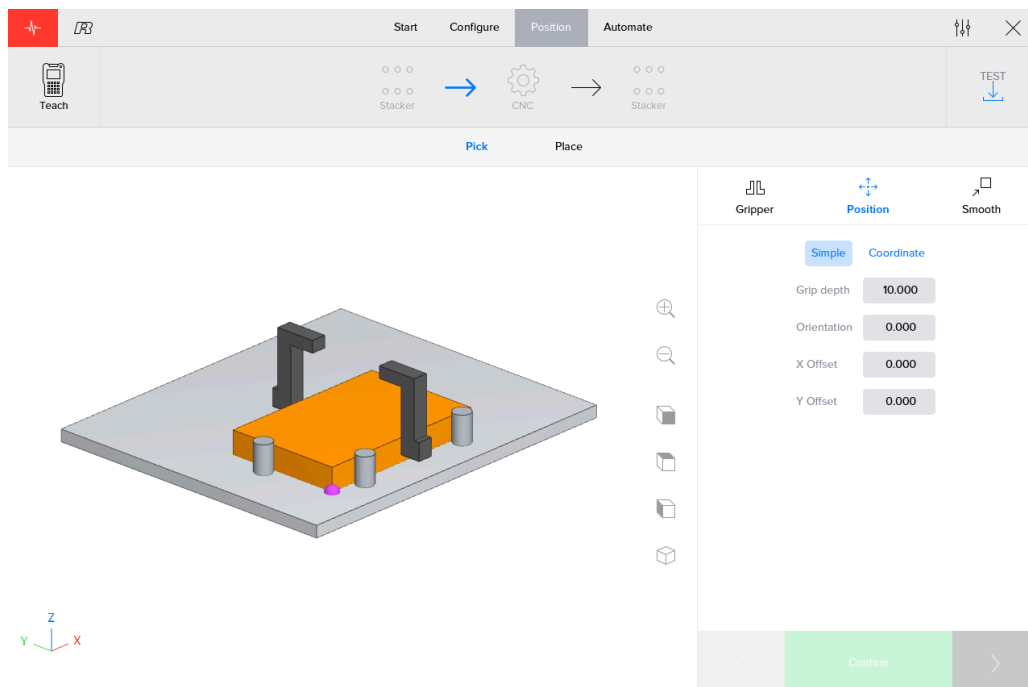 Start Configure Position Automate
Teach
Stacker CNC Stacker
TEST
Pick Place
Gripper Position Smooth
Simple Coordinate
Grip depth 10.000
Orientation 0.000
X Offset 0.000
Y Offset 0.000
Z
Y X
Confirm